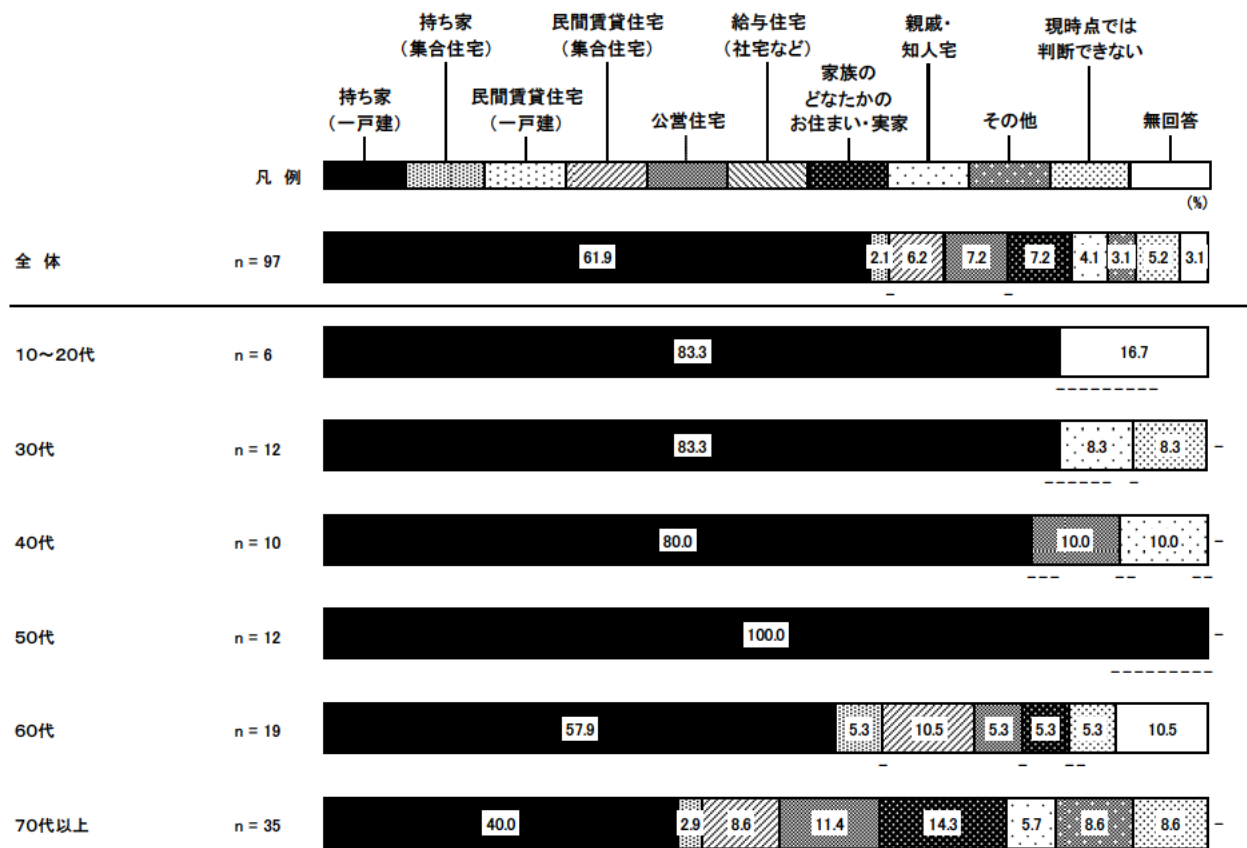 持ち家
(集合住宅)
民間賃貸住宅
(集合住宅)
給与住宅
(社宅など)
親戚・
知人宅
現時点では
判断できない
持ち家
(一戸建)
民間賃貸住宅
(一戸建)
公営住宅
家族の
どなたかの
お住まい・実家
その他
無回答
凡 例
(%)
全 体 n = 97 61.9 2.1 6.2 7.2 7.2 4.1 3.1 5.2 3.1
- -
10～20代 n = 6 83.3 16.7
----------
30代 n = 12 83.3 8.3 8.3 -
------- -
40代 n = 10 80.0 10.0 10.0 -
--- -- --
50代 n = 12 100.0 -
----------
60代 n = 19 57.9 5.3 10.5 5.3 5.3 5.3 10.5
- - --
70代以上 n = 35 40.0 2.9 8.6 11.4 14.3 5.7 8.6 8.6 -